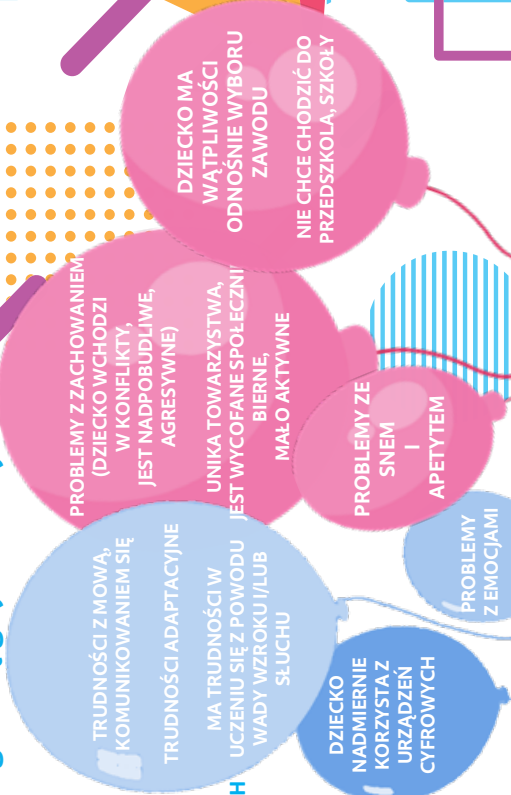 TRUDNOŚCI Z MOWĄ,
KOMUNIKOWANIEM SIĘ
TRUDNOŚCI ADAPTACYJNE
MA TRUDNOŚCI W
UCZENIU SIĘ Z POWODU
WADY WZROKU I/LUB
SŁUCHU
DZIECKO
NADMIERNIE
KORZYSTA Z
URZĄDZEŃ
CYFROWYCH
PROBLEMY Z ZACHOWANIEM
(DZIECKO WCHODZI
W KONFLIKTY,
JEST NADPOBUDLIWE,
AGRESYWNE)
UNIKA TOWARZYSTWA,
JEST WYCOFANE SPOŁECZNI
BIERNE,
MAŁO AKTYWNE
PROBLEMY ZE
SNEM
I
APETYTEM
PROBLEMY
Z EMOCJAMI
DZIECKO MA
WĄTPLIWOŚCI
ODNOŚNIE WYBORU
ZAWODU
NIE CHCE CHODZIĆ DO
PRZEDSZKOLA, SZKOŁY
H